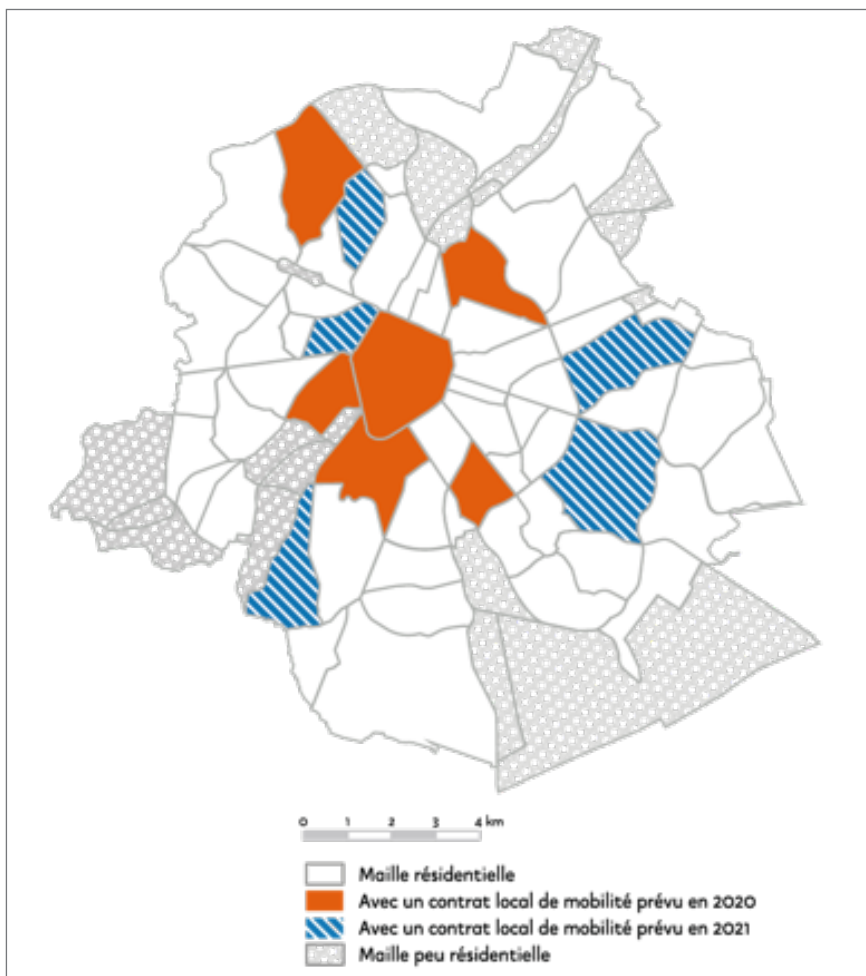 0 1 2 3 4 km
Maille résidentielle
Avec un contrat local de mobilité prévu en 2020
Avec un contrat local de mobilité prévu en 2021
Maille peu résidentielle